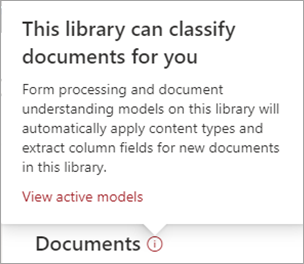 This library can classify
documents for you
Form processing and document
understanding models on this library will
automatically apply content types and
extract column fields for new documents
in this library.
View active models
Documents